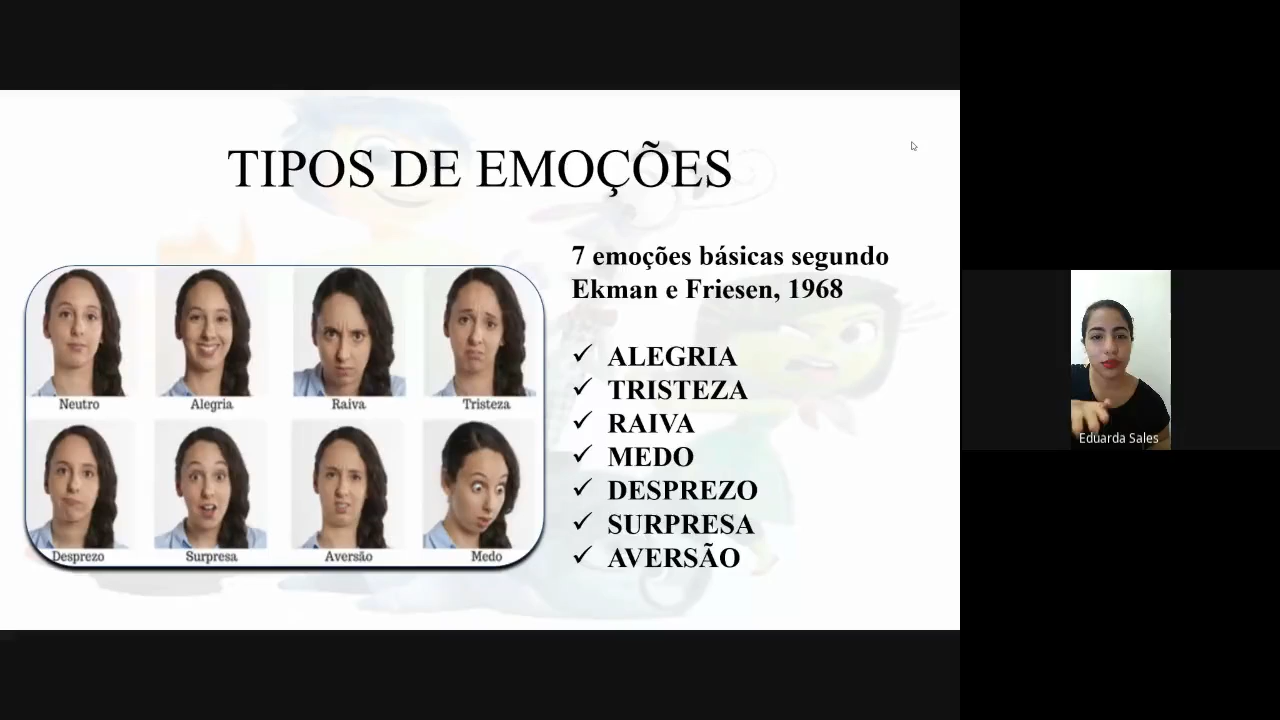 TIPOS DE EMOÇÕES
7 emoções básicas segundo
Ekman e Friesen, 1968
✓ ALEGRIA
✓ TRISTEZA
✓ RAIVA
✓ MEDO
✓ DESPREZO
✓ SURPRESA
✓ AVERSÃO
Neutro Alegria Raiva Tristeza
Desprezo Surpresa Aversão Medo
Eduarda Sales